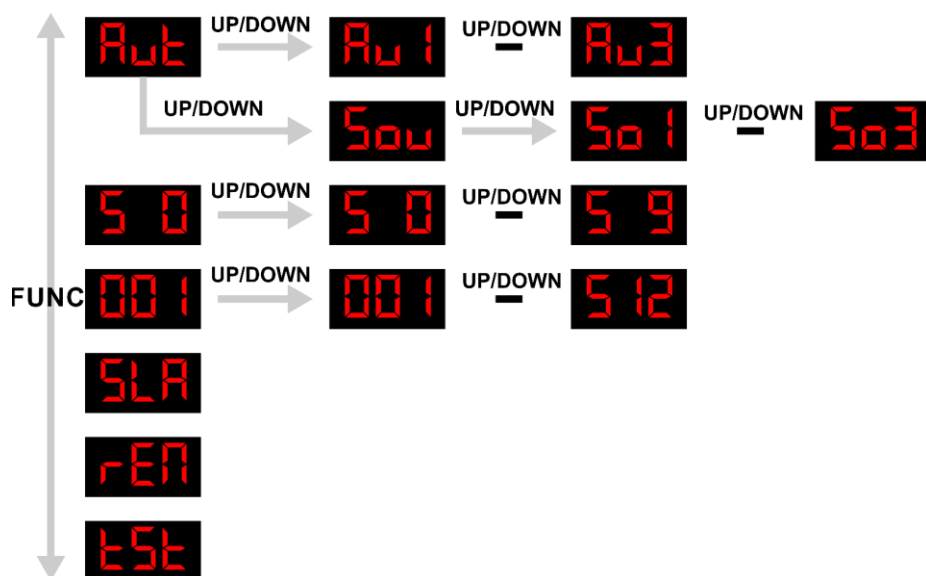 Aut UP/DOWN Au1 UP/DOWN Au3
UP/DOWN Sou UP/DOWN So1 UP/DOWN So3
S 0 UP/DOWN S 0 UP/DOWN S 9
FUNC 001 UP/DOWN 001 UP/DOWN 512
SLA
rEM
tSt